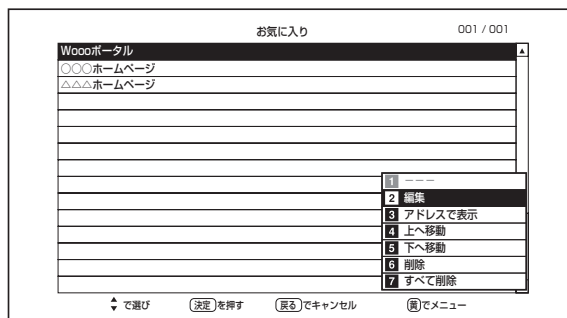 お気に入り 001 / 001
Woooポータル
○○○ホームページ
△△△ホームページ
1 ---
2 編集
3 アドレスで表示
4 上へ移動
5 下へ移動
6 削除
7 すべて削除
で選び 決定を押す 戻るでキャンセル 黄でメニュー